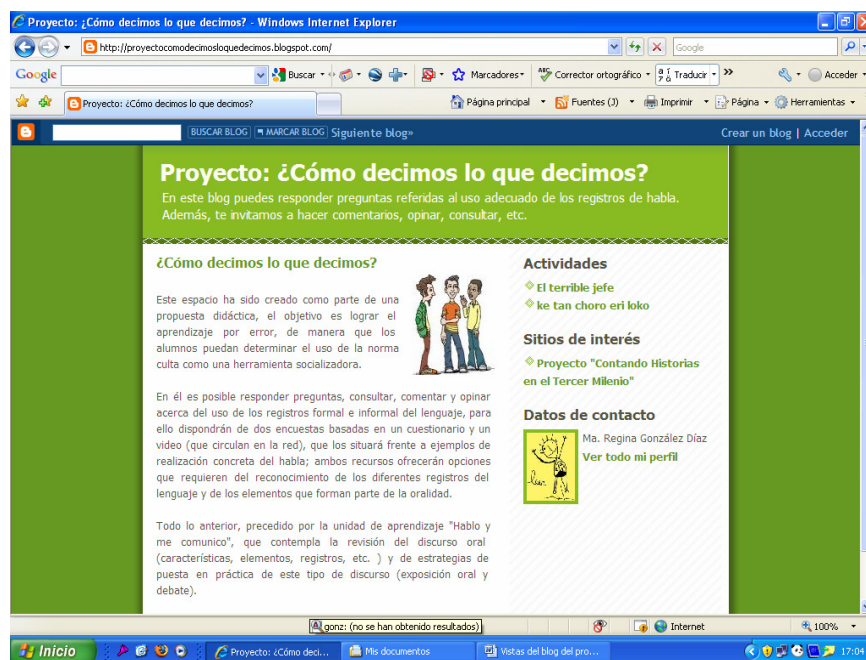 Proyecto: ¿Cómo decimos lo que decimos? - Windows Internet Explorer
http://proyectocomodecimosloquedecimos.blogspot.com/
Google
Google
Buscar
Marcadores
Corrector ortográfico
Traducir
Acceder
Proyecto: ¿Cómo decimos lo que decimos?
Página principal
Fuentes (J)
Imprimir
Página
Herramientas
BUSCAR BLOG
MARCAR BLOG
Siguiente blog»
Crear un blog | Acceder
Proyecto: ¿Cómo decimos lo que decimos?
En este blog puedes responder preguntas referidas al uso adecuado de los registros de habla.
Además, te invitamos a hacer comentarios, opinar, consultar, etc.
¿Cómo decimos lo que decimos?
Este espacio ha sido creado como parte de una
propuesta didáctica, el objetivo es lograr el
aprendizaje por error, de manera que los
alumnos puedan determinar el uso de la norma
culta como una herramienta socializadora.
En él es posible responder preguntas, consultar, comentar y opinar
acerca del uso de los registros formal e informal del lenguaje, para
ello dispondrán de dos encuestas basadas en un cuestionario y un
video (que circulan en la red), que los situará frente a ejemplos de
realización concreta del habla; ambos recursos ofrecerán opciones
que requieren del reconocimiento de los diferentes registros del
lenguaje y de los elementos que forman parte de la oralidad.
Todo lo anterior, precedido por la unidad de aprendizaje "Hablo y
me comunico", que contempla la revisión del discurso oral
(características, elementos, registros, etc. ) y de estrategias de
puesta en práctica de este tipo de discurso (exposición oral y
debate).
Actividades
El terrible jefe
ke tan choro eri loko
Sitios de interés
Proyecto "Contando Historias
en el Tercer Milenio"
Datos de contacto
Ma. Regina González Díaz
Ver todo mi perfil
gonz: (no se han obtenido resultados)
Internet
100%
Inicio
Proyecto: ¿Cómo deci...
Mis documentos
Vistas del blog del pro...
17:04